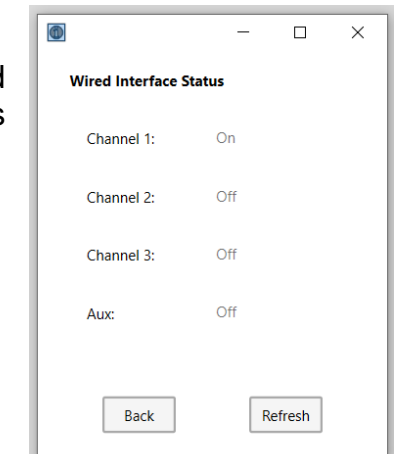 Wired Interface Status
Channel 1: On
Channel 2: Off
Channel 3: Off
Aux: Off
Back Refresh